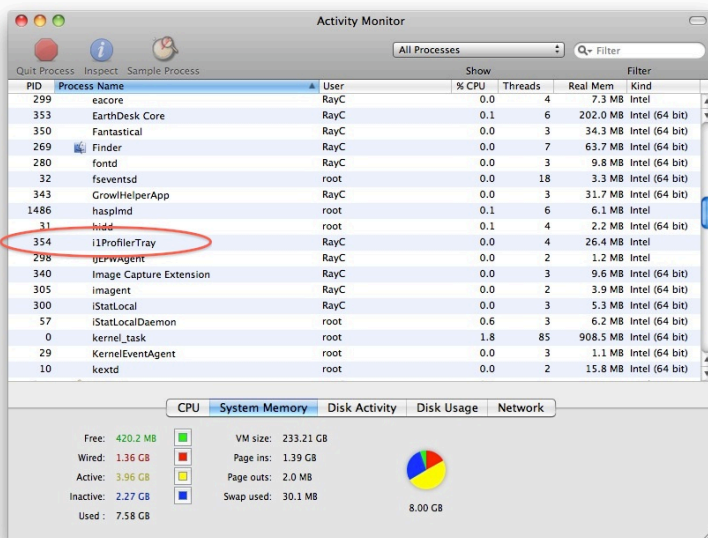 Activity Monitor
Quit Process Inspect Sample Process All Processes Show Filter Filter
PID Process Name User % CPU Threads Real Mem Kind
299 eacore RayC 0.0 4 7.3 MB Intel
353 EarthDesk Core RayC 0.1 6 202.0 MB Intel (64 bit)
350 Fantastical RayC 0.0 3 34.3 MB Intel (64 bit)
269 Finder RayC 0.0 7 63.7 MB Intel (64 bit)
280 fontd RayC 0.0 3 9.8 MB Intel (64 bit)
32 fseventsd root 0.0 18 3.3 MB Intel (64 bit)
343 GrowlHelperApp RayC 0.0 3 31.7 MB Intel (64 bit)
1486 hasplmd root 0.1 6 6.1 MB Intel
31 hidd root 0.1 4 2.2 MB Intel (64 bit)
354 i1ProfilerTray RayC 0.0 4 26.4 MB Intel
298 IJEPWAgent RayC 0.0 2 1.2 MB Intel
340 Image Capture Extension RayC 0.0 3 9.6 MB Intel (64 bit)
305 imagent RayC 0.0 2 3.9 MB Intel (64 bit)
300 iStatLocal RayC 0.0 3 5.3 MB Intel (64 bit)
57 iStatLocalDaemon root 0.6 3 6.2 MB Intel (64 bit)
0 kernel_task root 1.8 85 908.5 MB Intel (64 bit)
29 KernelEventAgent root 0.0 3 1.1 MB Intel (64 bit)
10 kextd root 0.0 2 15.8 MB Intel (64 bit)
CPU System Memory Disk Activity Disk Usage Network
Free: 420.2 MB VM size: 233.21 GB
Wired: 1.36 GB Page ins: 1.39 GB
Active: 3.96 GB Page outs: 2.0 MB
Inactive: 2.27 GB Swap used: 30.1 MB
Used : 7.58 GB 8.00 GB